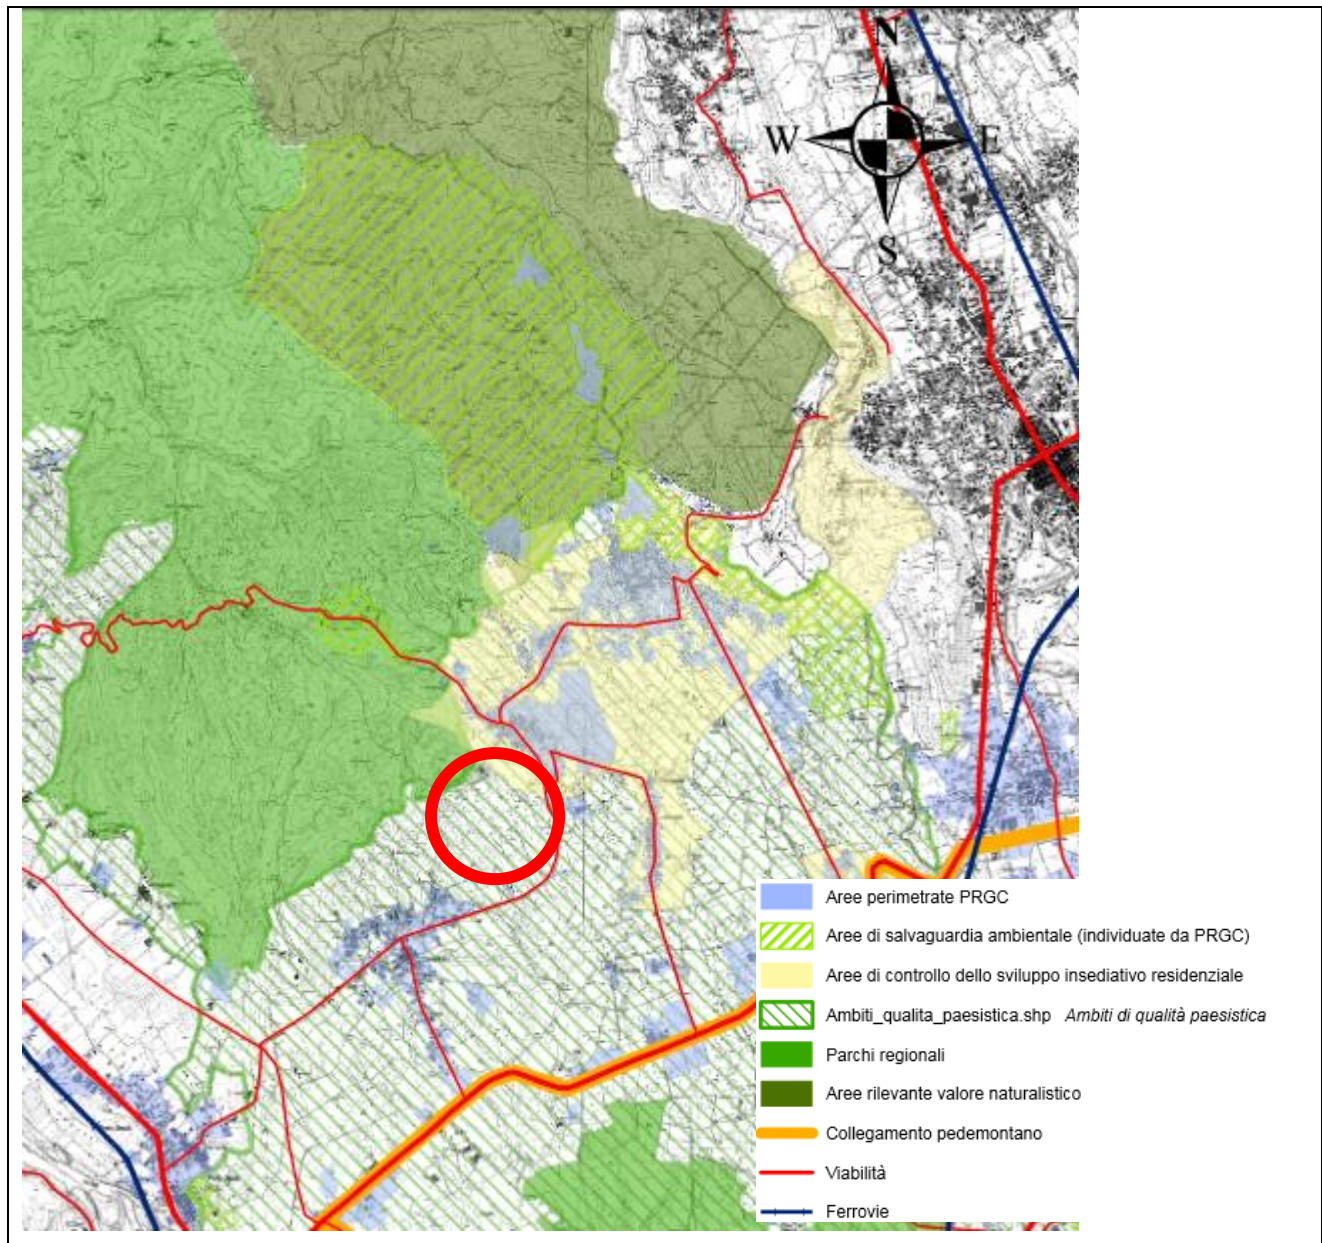 N
W E
S
Aree perimetrate PRGC
Aree di salvaguardia ambientale (individuate da PRGC)
Aree di controllo dello sviluppo insediativo residenziale
Ambiti_qualita_paesistica.shp Ambiti di qualità paesistica
Parchi regionali
Aree rilevante valore naturalistico
Collegamento pedemontano
Viabilità
Ferrovie